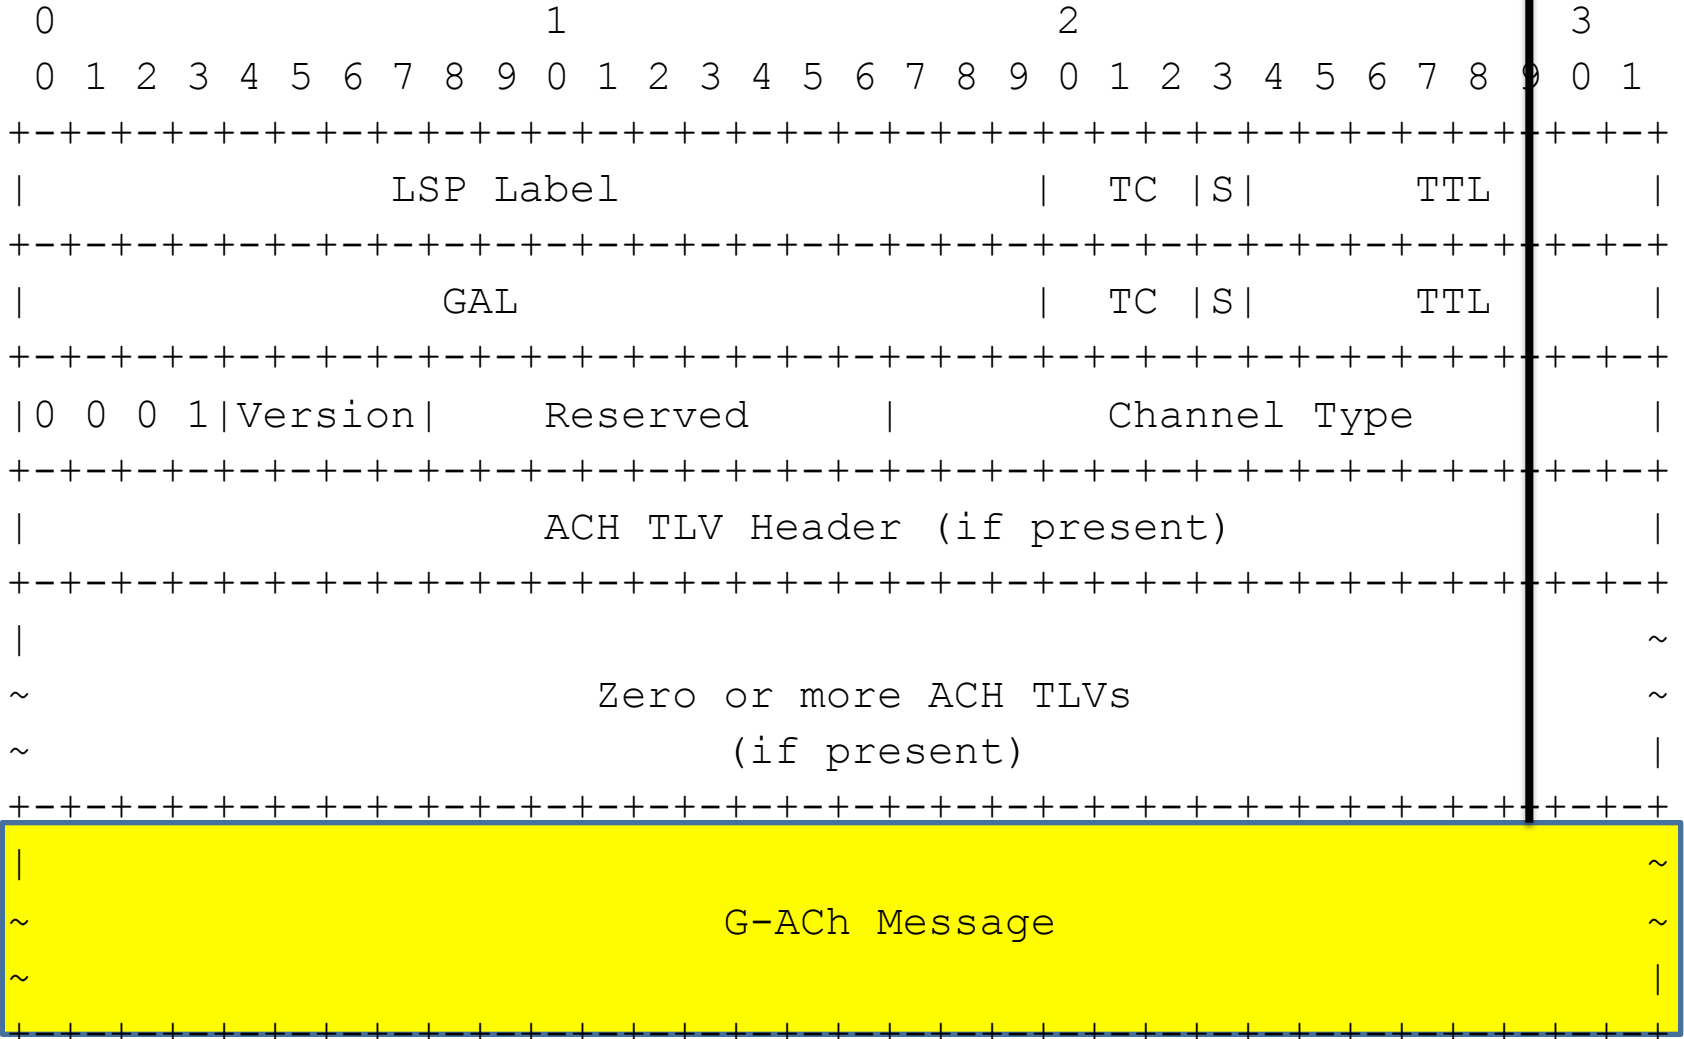 0                   1                   2                   3
0 1 2 3 4 5 6 7 8 9 0 1 2 3 4 5 6 7 8 9 0 1 2 3 4 5 6 7 8 9 0 1
+-+-+-+-+-+-+-+-+-+-+-+-+-+-+-+-+-+-+-+-+-+-+-+-+-+-+-+-+-+-+-+-+
|              LSP Label                |  TC |S|      TTL      |
+-+-+-+-+-+-+-+-+-+-+-+-+-+-+-+-+-+-+-+-+-+-+-+-+-+-+-+-+-+-+-+-+
|                GAL                    |  TC |S|      TTL      |
+-+-+-+-+-+-+-+-+-+-+-+-+-+-+-+-+-+-+-+-+-+-+-+-+-+-+-+-+-+-+-+-+
|0 0 0 1|Version|    Reserved     |        Channel Type         |
+-+-+-+-+-+-+-+-+-+-+-+-+-+-+-+-+-+-+-+-+-+-+-+-+-+-+-+-+-+-+-+-+
|                    ACH TLV Header (if present)                |
+-+-+-+-+-+-+-+-+-+-+-+-+-+-+-+-+-+-+-+-+-+-+-+-+-+-+-+-+-+-+-+-+
|                                                               ~
~                      Zero or more ACH TLVs                    ~
~                           (if present)                        |
+-+-+-+-+-+-+-+-+-+-+-+-+-+-+-+-+-+-+-+-+-+-+-+-+-+-+-+-+-+-+-+-+
|                                                               ~
~                           G-ACh Message                       ~
~                                                               |
+-+-+-+-+-+-+-+-+-+-+-+-+-+-+-+-+-+-+-+-+-+-+-+-+-+-+-+-+-+-+-+-+